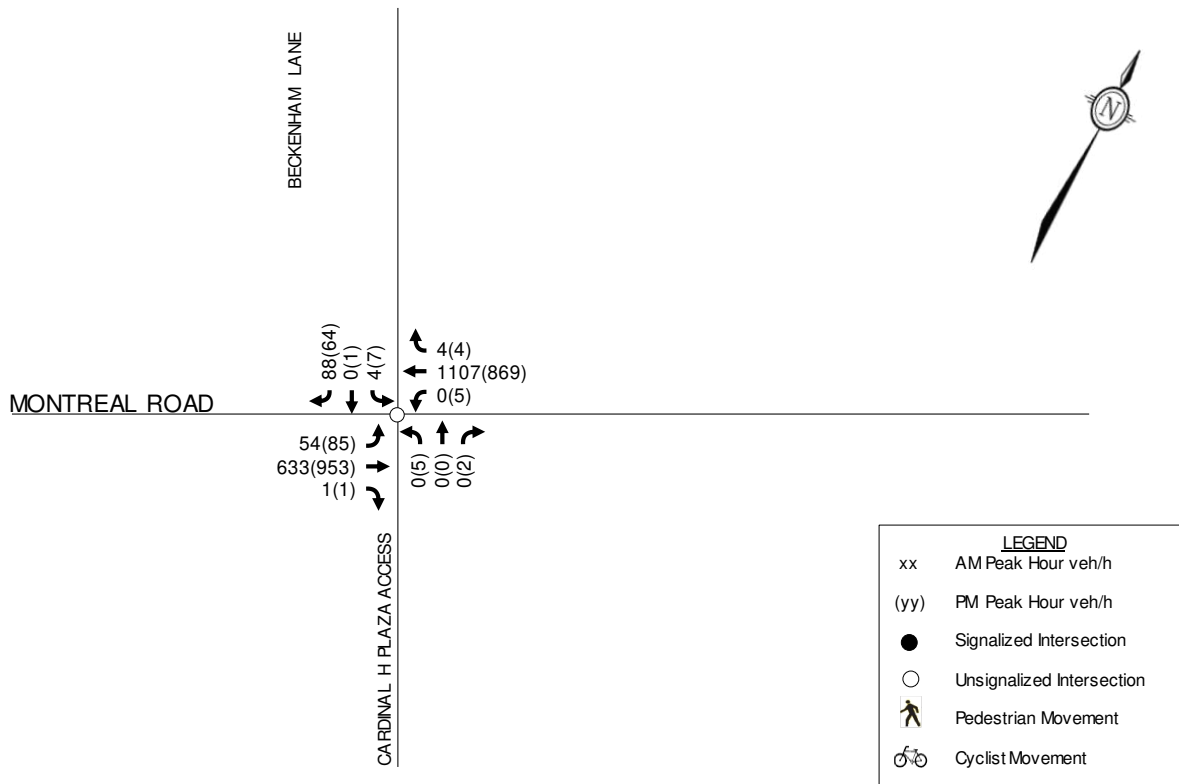 BECKENHAM LANE
N
88(64)
0(1)
4(7)
4(4)
1107(869)
0(5)
MONTREAL ROAD
54(85)
633(953)
1(1)
0(5)
0(0)
0(2)
CARDINAL H PLAZA ACCESS
LEGEND
xx AM Peak Hour veh/h
(yy) PM Peak Hour veh/h
Signalized Intersection
Unsignalized Intersection
Pedestrian Movement
Cyclist Movement